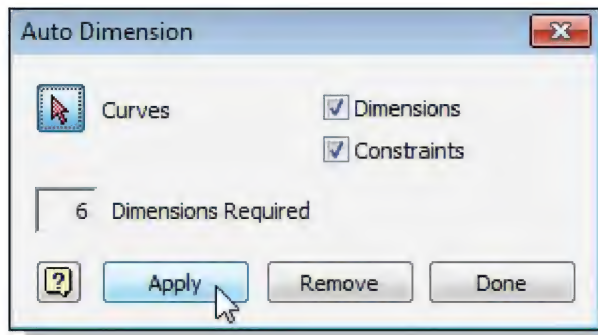 Auto Dimension
Curves
Dimensions
Constraints
6 Dimensions Required
? Apply Remove Done